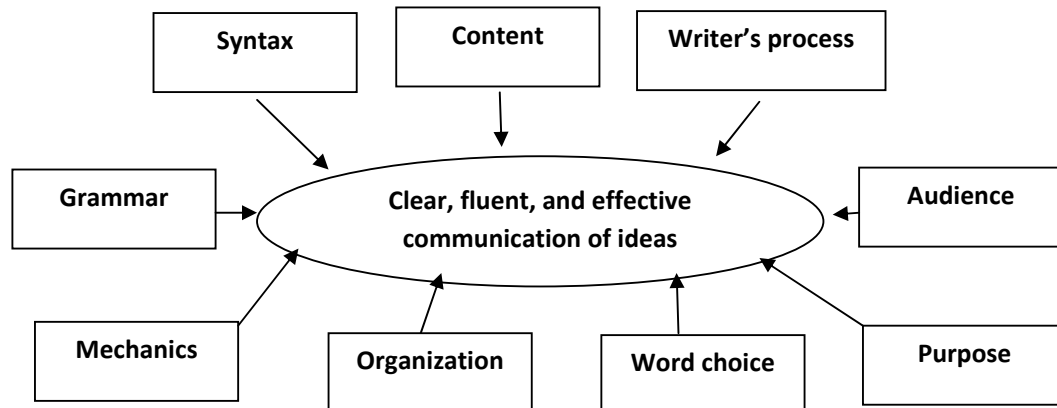 Syntax
Content
Writer’s process
Grammar
Clear, fluent, and effective
communication of ideas
Audience
Mechanics
Organization
Word choice
Purpose